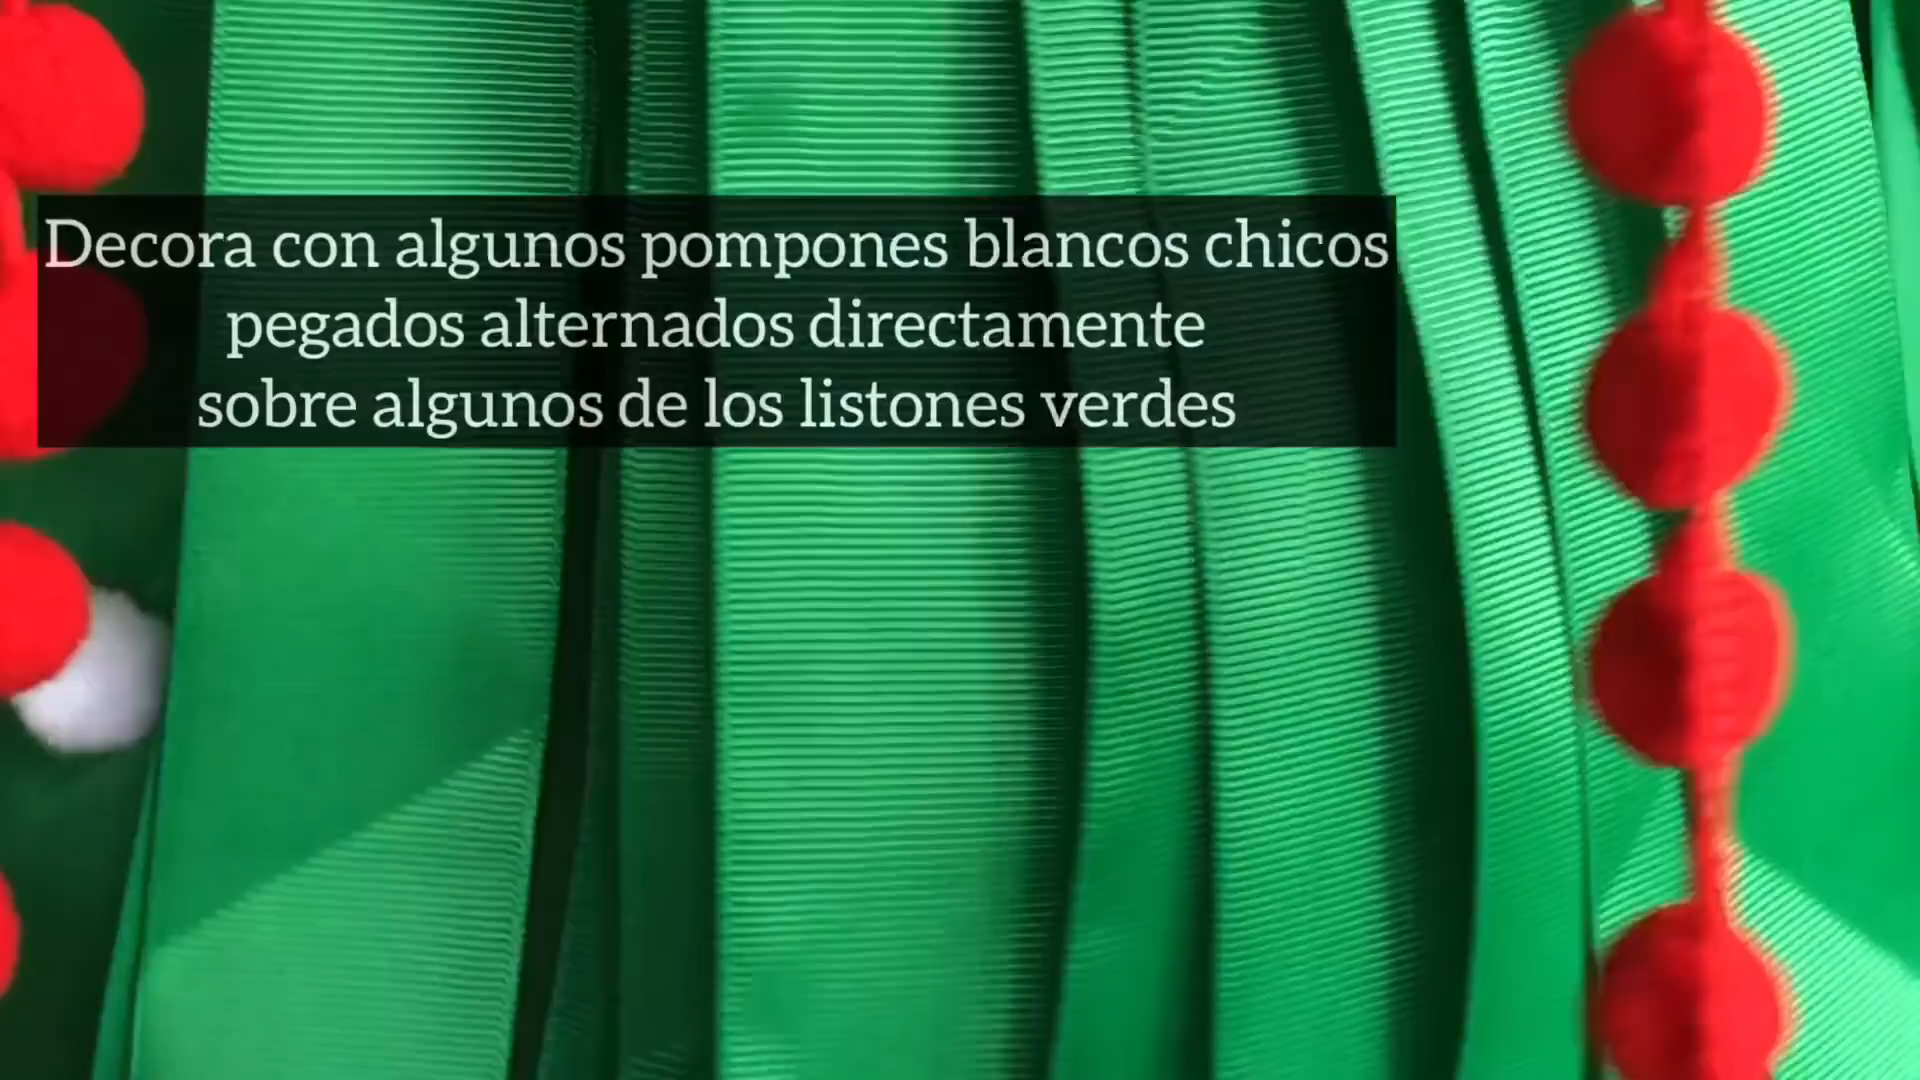 Decora con algunos pompones blancos chicos
pegados alternados directamente
sobre algunos de los listones verdes